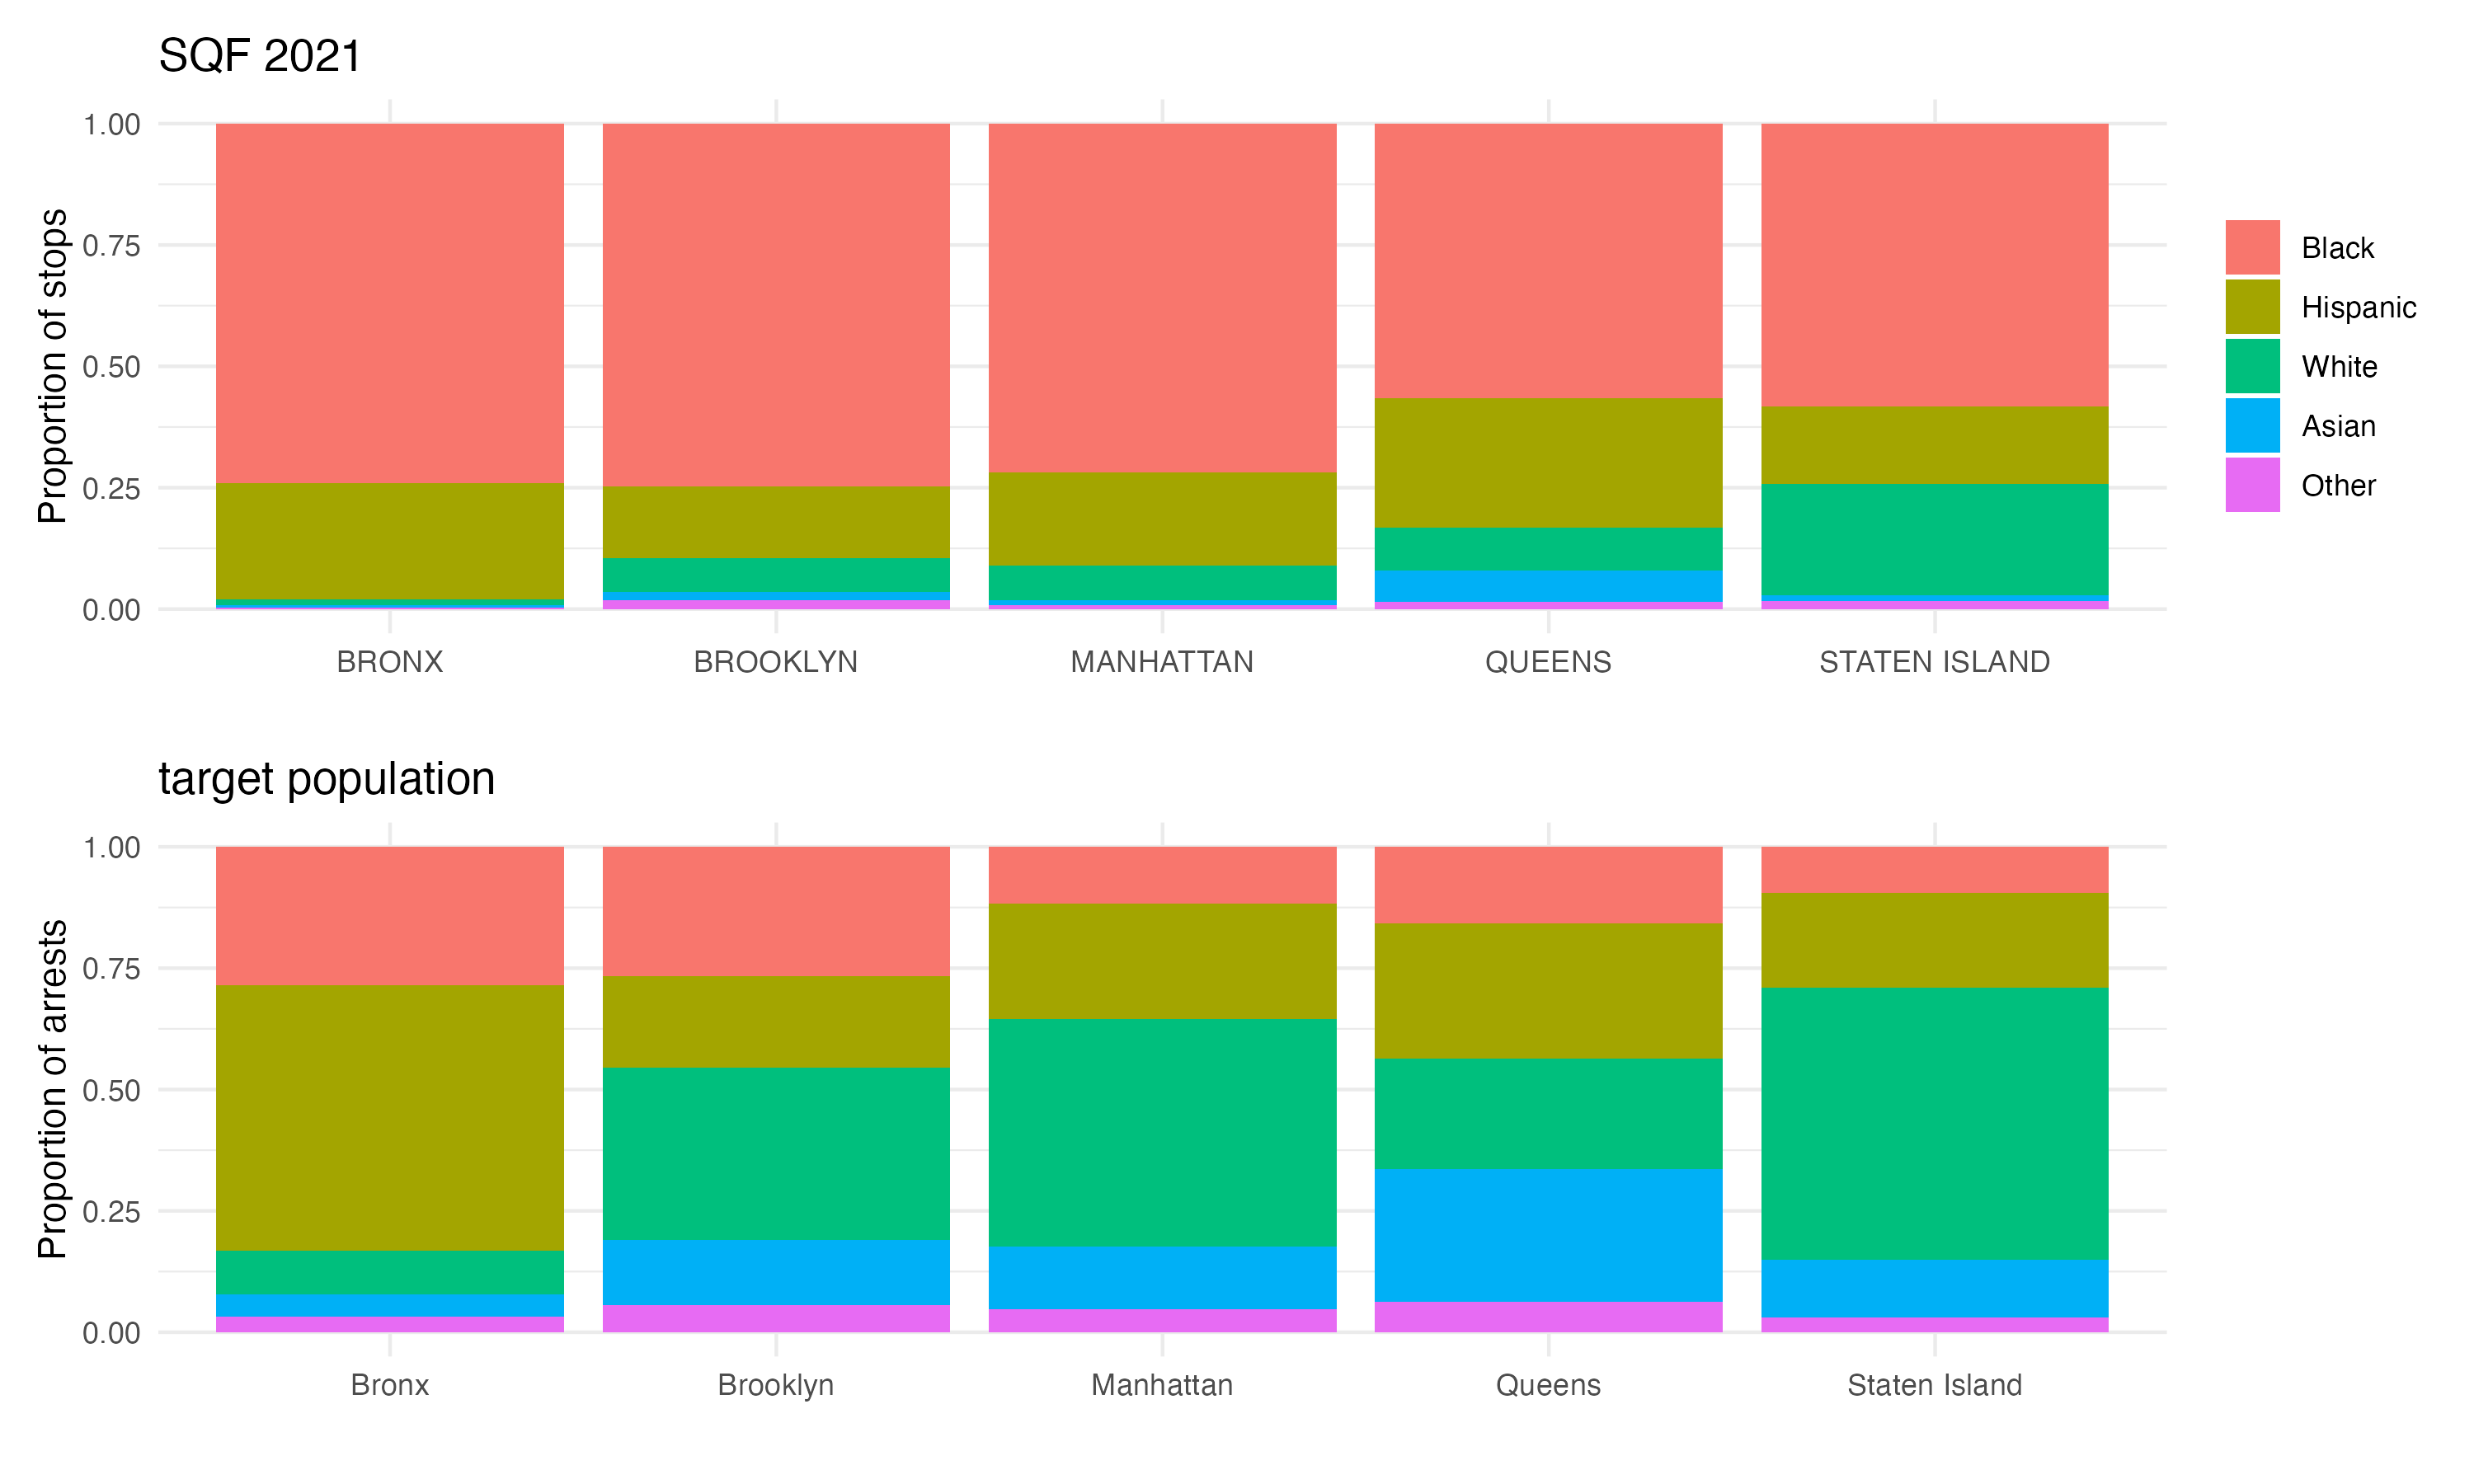 SQF 2021
Proportion of stops
1.00
0.75
0.50
0.25
0.00
BRONX
BROOKLYN
MANHATTAN
QUEENS
STATEN ISLAND
Black
Hispanic
White
Asian
Other
target population
Proportion of arrests
1.00
0.75
0.50
0.25
0.00
Bronx
Brooklyn
Manhattan
Queens
Staten Island